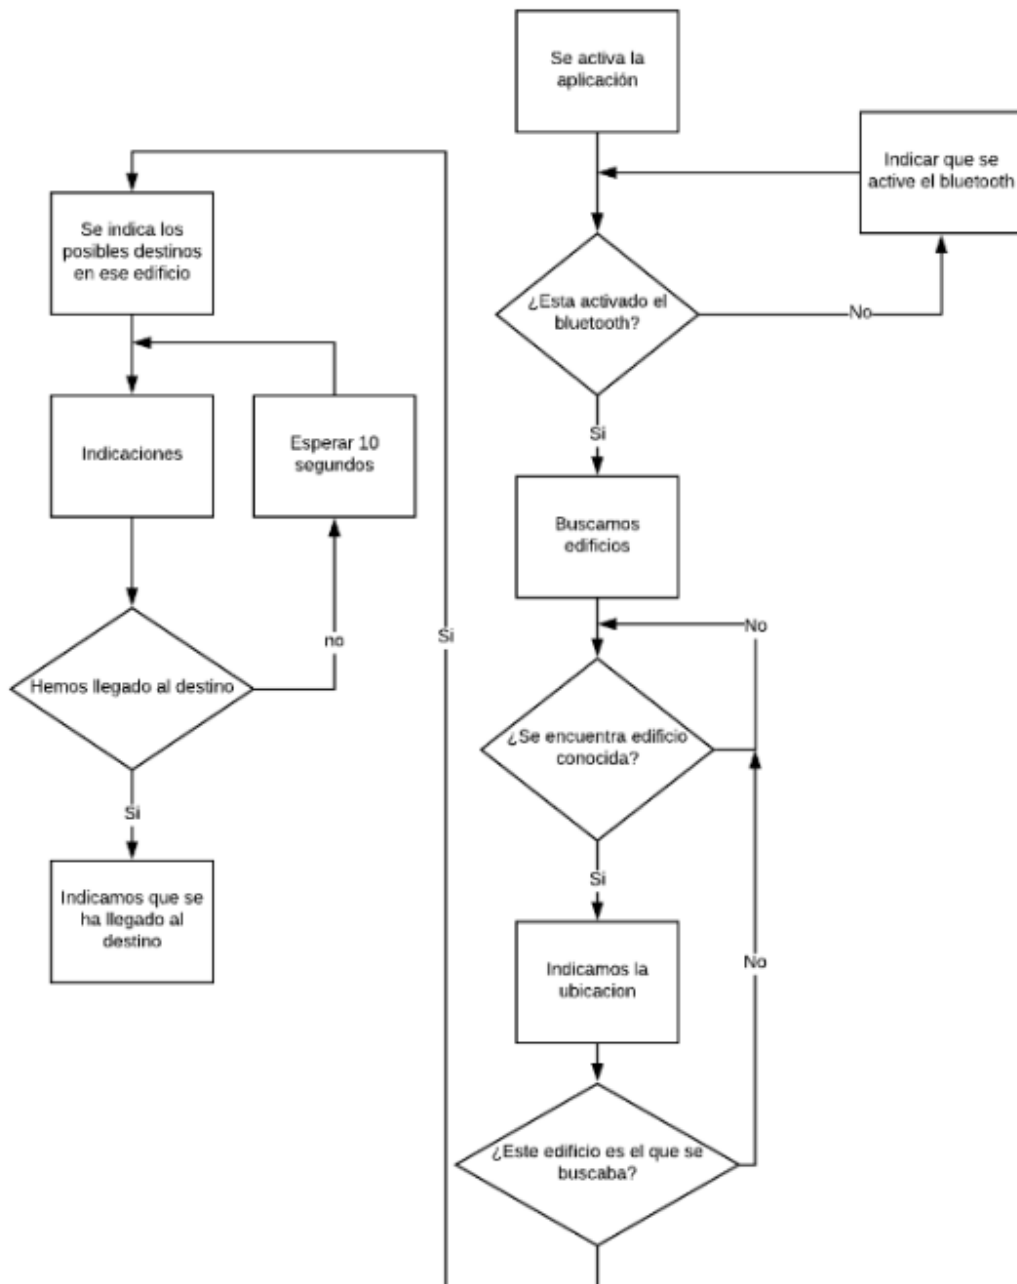 Se activa la
aplicación
Indicar que se
active el bluetooth
¿Esta activado el
bluetooth?
No
Si
Buscamos
edificios
No
¿Se encuentra edificio
conocida?
Si
Indicamos la
ubicacion
No
¿Este edificio es el que se
buscaba?
Si
Se indica los
posibles destinos
en ese edificio
Indicaciones
Esperar 10
segundos
no
Hemos llegado al destino
Si
Indicamos que se
ha llegado al
destino